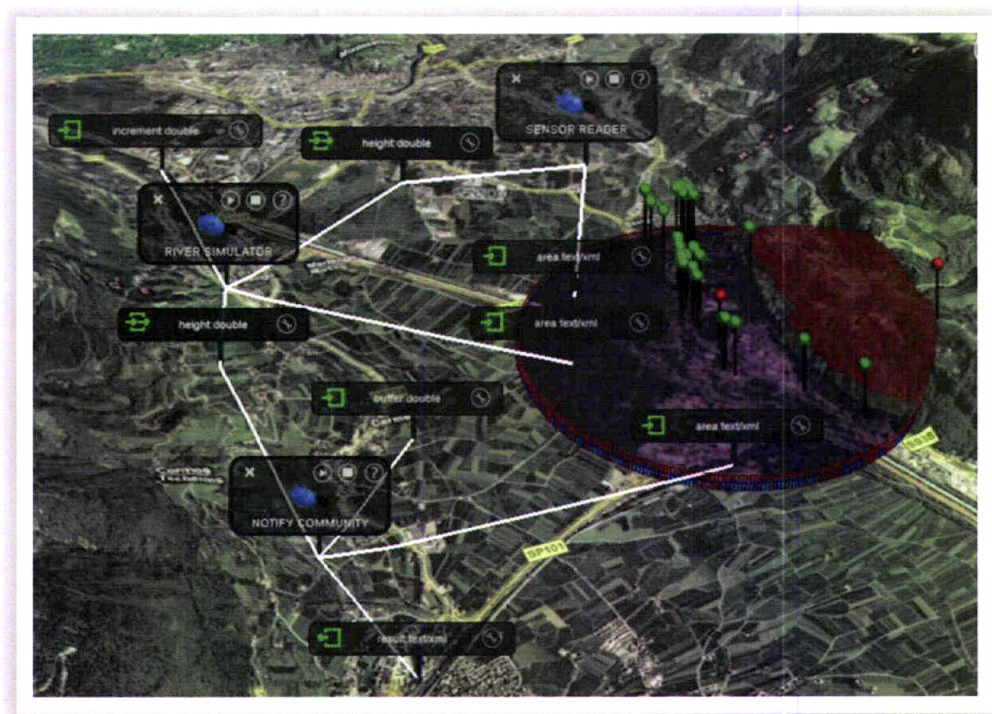 SENSOR READER
increment:double
height:double
RIVER SIMULATOR
area:text/xml
height:double
area:text/xml
buffer:double
area:text/xml
NOTIFY COMMUNITY
SP101
result:text/xml